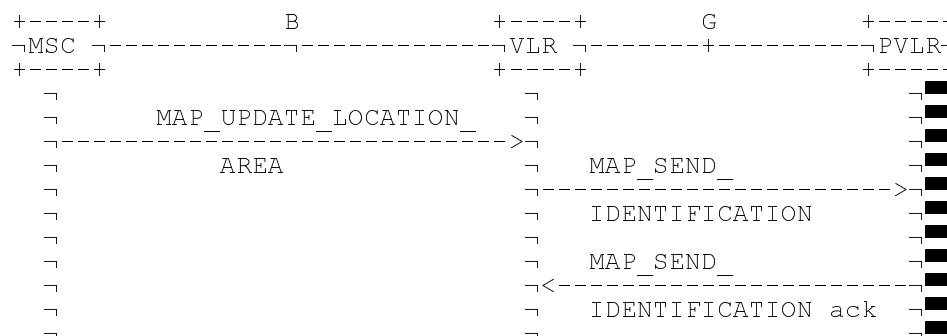 +----+ B +----+ G +-----
¬MSC ¬------------¬-------------¬VLR ¬-------+----------¬PVLR
+----+ +----+ +-----
MAP_UPDATE_LOCATION_
¬---------------------------->¬
AREA MAP_SEND_
¬---------------------->¬
IDENTIFICATION
MAP_SEND_
¬<----------------------¬
IDENTIFICATION ack